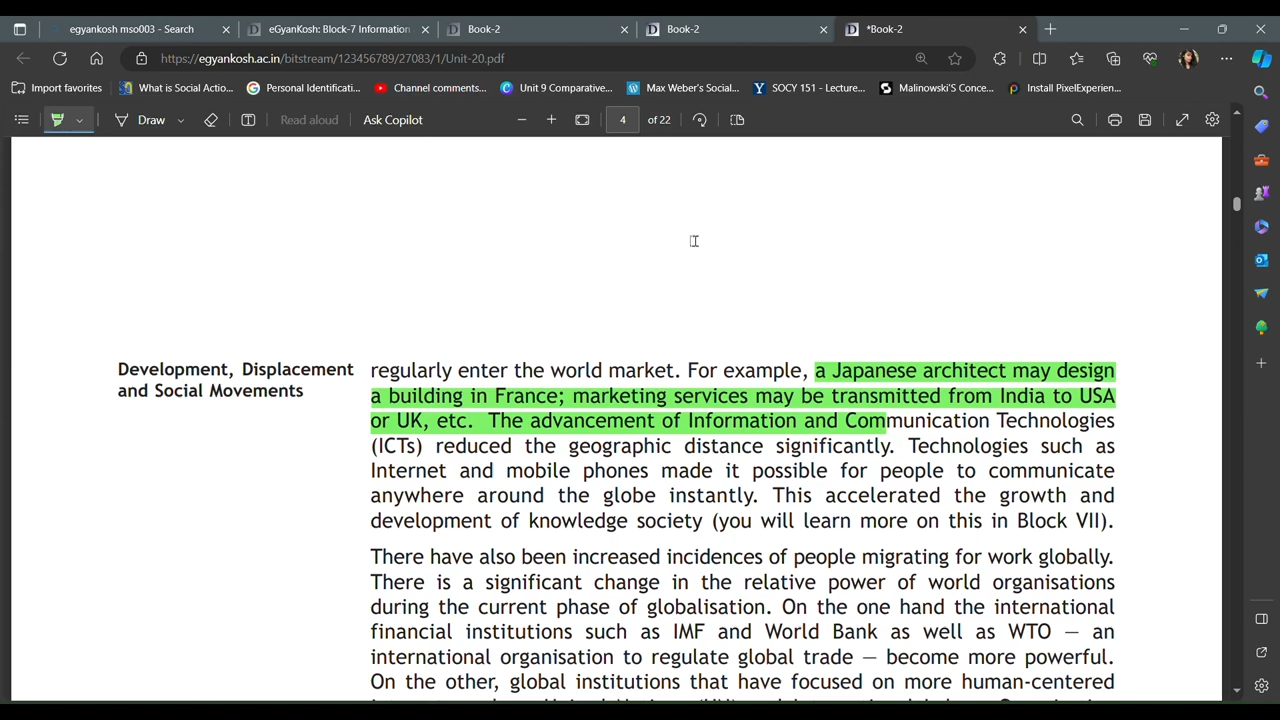 egyankosh mso003 - Search
eGyanKosh: Block-7 Information
Book-2
Book-2
*Book-2
https://egyankosh.ac.in/bitstream/123456789/27083/1/Unit-20.pdf
Import favorites
What is Social Actio...
Personal Identificati...
Channel comments...
Unit 9 Comparative...
Max Weber's Social...
SOCY 151 - Lecture...
Malinowski'S Conce...
Install PixelExperien...
Draw
Read aloud
Ask Copilot
4
of 22
Development, Displacement
and Social Movements
regularly enter the world market. For example, a Japanese architect may design
a building in France; marketing services may be transmitted from India to USA
or UK, etc. The advancement of Information and Communication Technologies
(ICTs) reduced the geographic distance significantly. Technologies such as
Internet and mobile phones made it possible for people to communicate
anywhere around the globe instantly. This accelerated the growth and
development of knowledge society (you will learn more on this in Block VII).
There have also been increased incidences of people migrating for work globally.
There is a significant change in the relative power of world organisations
during the current phase of globalisation. On the one hand the international
financial institutions such as IMF and World Bank as well as WTO — an
international organisation to regulate global trade — become more powerful.
On the other, global institutions that have focused on more human-centered